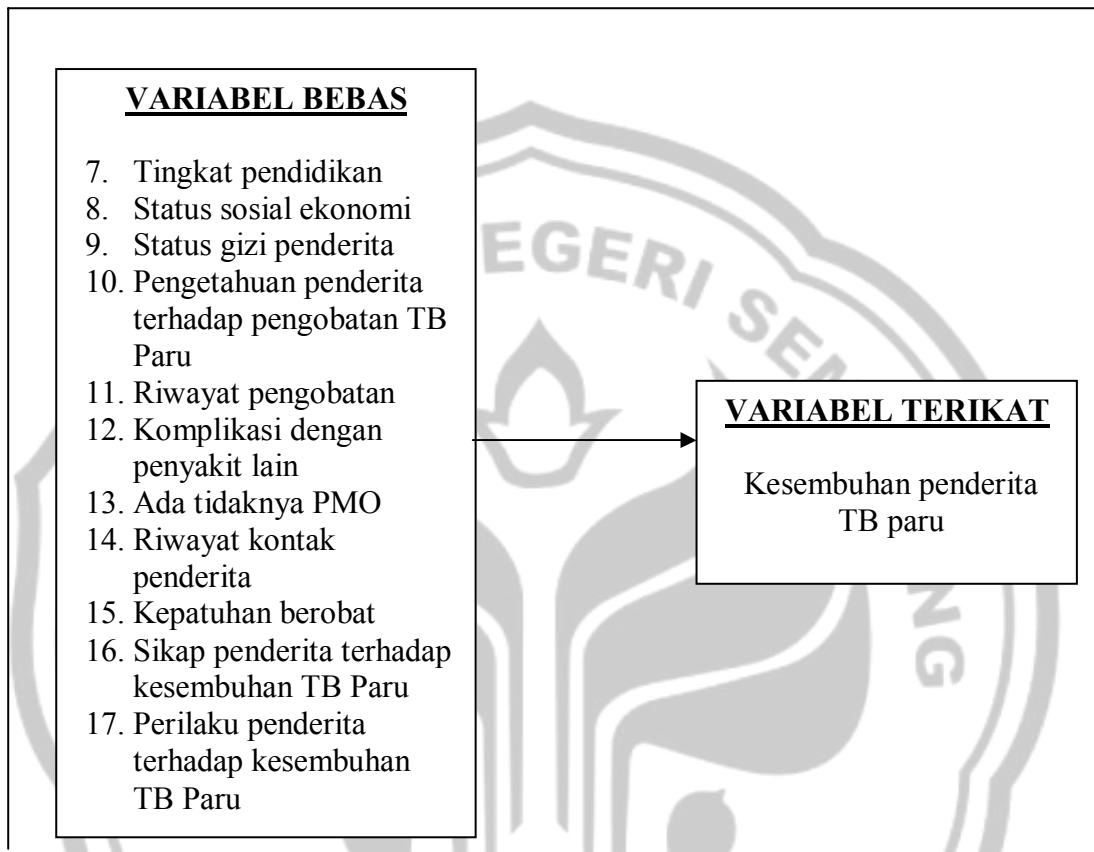 VARIABEL BEBAS
7. Tingkat pendidikan
8. Status sosial ekonomi
9. Status gizi penderita
10. Pengetahuan penderita
terhadap pengobatan TB
Paru
11. Riwayat pengobatan
12. Komplikasi dengan
penyakit lain
13. Ada tidaknya PMO
14. Riwayat kontak
penderita
15. Kepatuhan berobat
16. Sikap penderita terhadap
kesembuhan TB Paru
17. Perilaku penderita
terhadap kesembuhan
TB Paru
VARIABEL TERIKAT
Kesembuhan penderita
TB paru
EGERI SEM NG